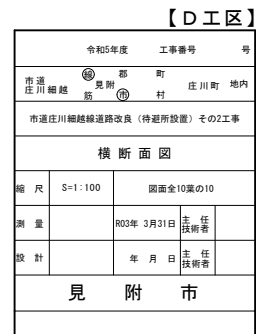 【Ｄ工区】
令和5年度 工事番号 号
市道 庄川細越 線 筋 見附 郡 市 町 村 庄川町 地内
市道庄川細越線道路改良（待避所設置）その2工事
横断面図
縮尺 S=1：100 図面全10葉の10
測量 R03年 3月31日 主任技術者
設計 年 月 日 主任技術者
見附市